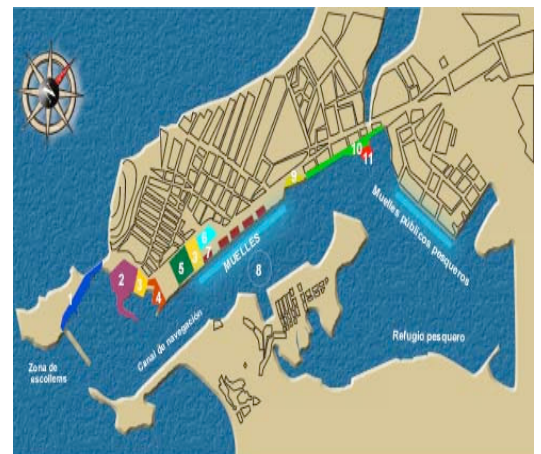 10
11
9
Muelles públicos pesqueros
6
3
7
MUELLES
5
8
2
3
4
1
Canal de navegación
Refugio pesquero
Zona de
escolleras